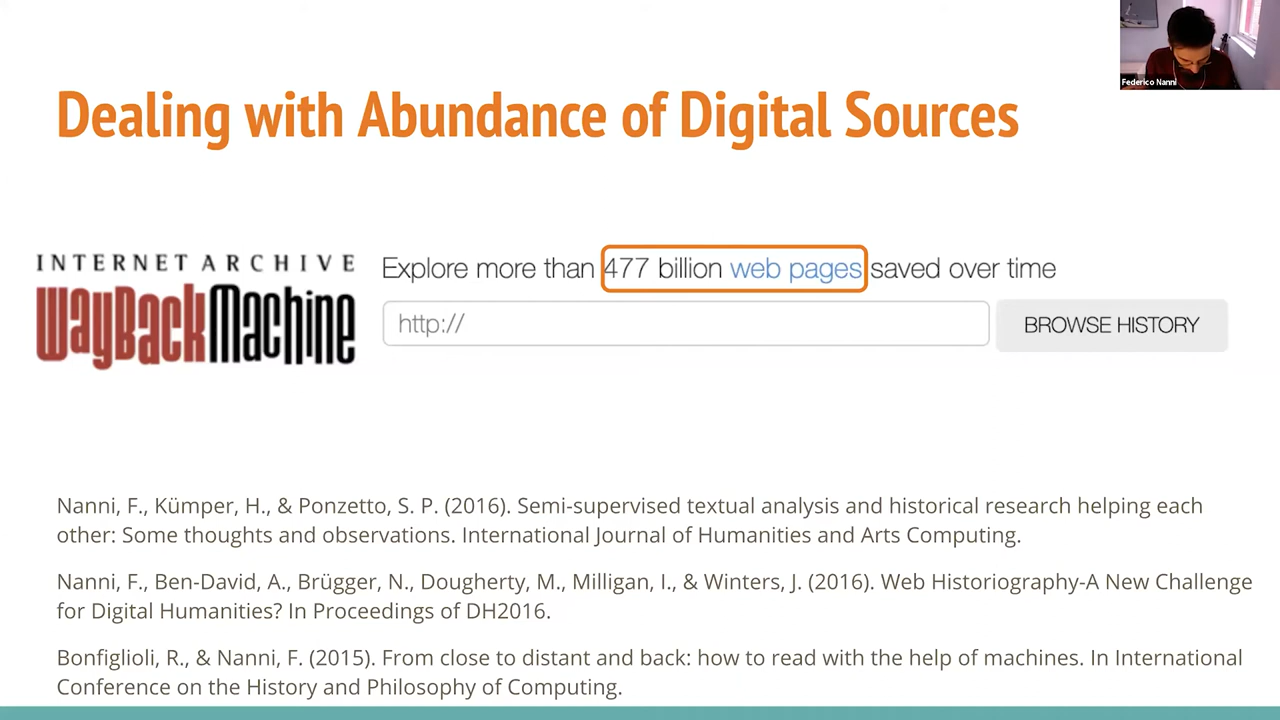 Federico Nanni
Dealing with Abundance of Digital Sources
INTERNET ARCHIVE
WayBackMachine
Explore more than 477 billion web pages saved over time
http://
BROWSE HISTORY
Nanni, F., Kümper, H., & Ponzetto, S. P. (2016). Semi-supervised textual analysis and historical research helping each
other: Some thoughts and observations. International Journal of Humanities and Arts Computing.
Nanni, F., Ben-David, A., Brügger, N., Dougherty, M., Milligan, I., & Winters, J. (2016). Web Historiography-A New Challenge
for Digital Humanities? In Proceedings of DH2016.
Bonfiglioli, R., & Nanni, F. (2015). From close to distant and back: how to read with the help of machines. In International
Conference on the History and Philosophy of Computing.